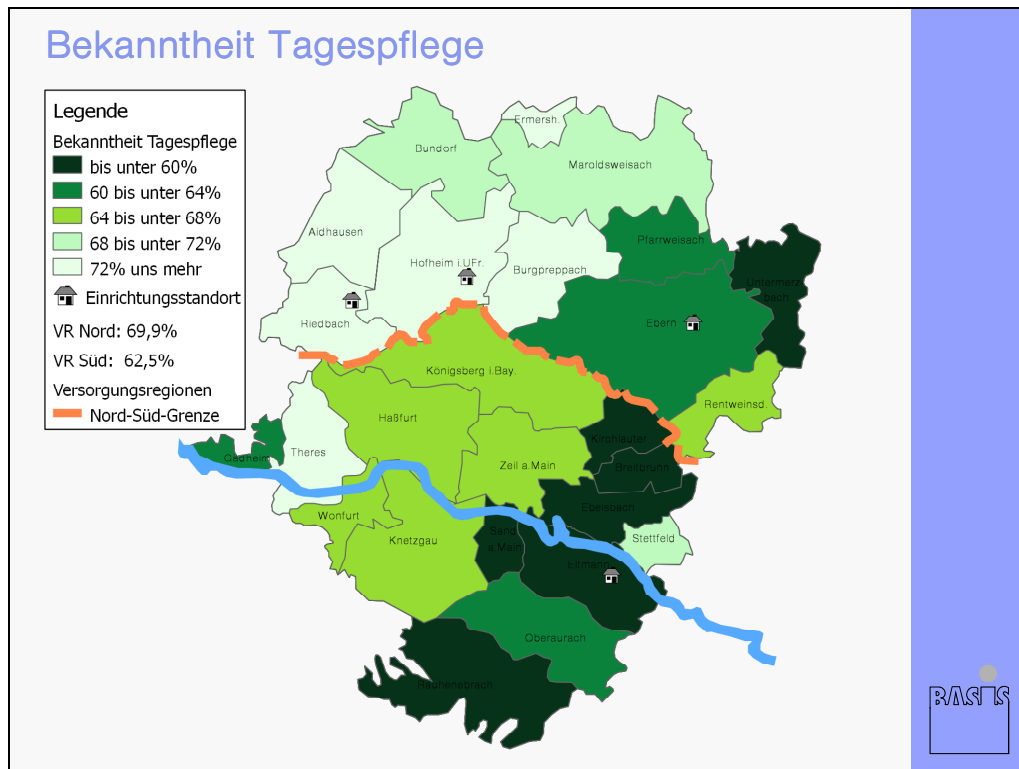 Bekanntheit Tagespflege
Legende
Bekanntheit Tagespflege
bis unter 60%
60 bis unter 64%
64 bis unter 68%
68 bis unter 72%
72% uns mehr
Einrichtungsstandort
VR Nord: 69,9%
VR Süd: 62,5%
Versorgungsregionen
Nord-Süd-Grenze
Ermersh.
Bundorf
Maroldsweisach
Aidhausen
Pfarrweisach
Hofheim i.UFr.
Burgpreppach
Untermerz-
bach
Riedbach
Ebern
Königsberg i.Bay.
Rentweinsd.
Haßfurt
Kirchlauter
Theres
Gädheim
Zeil a.Main
Breitbrunn
Ebelsbach
Wonfurt
Knetzgau
Sand
a.Main
Stettfeld
Eltmann
Oberaurach
Rauhenebrach
BASIS